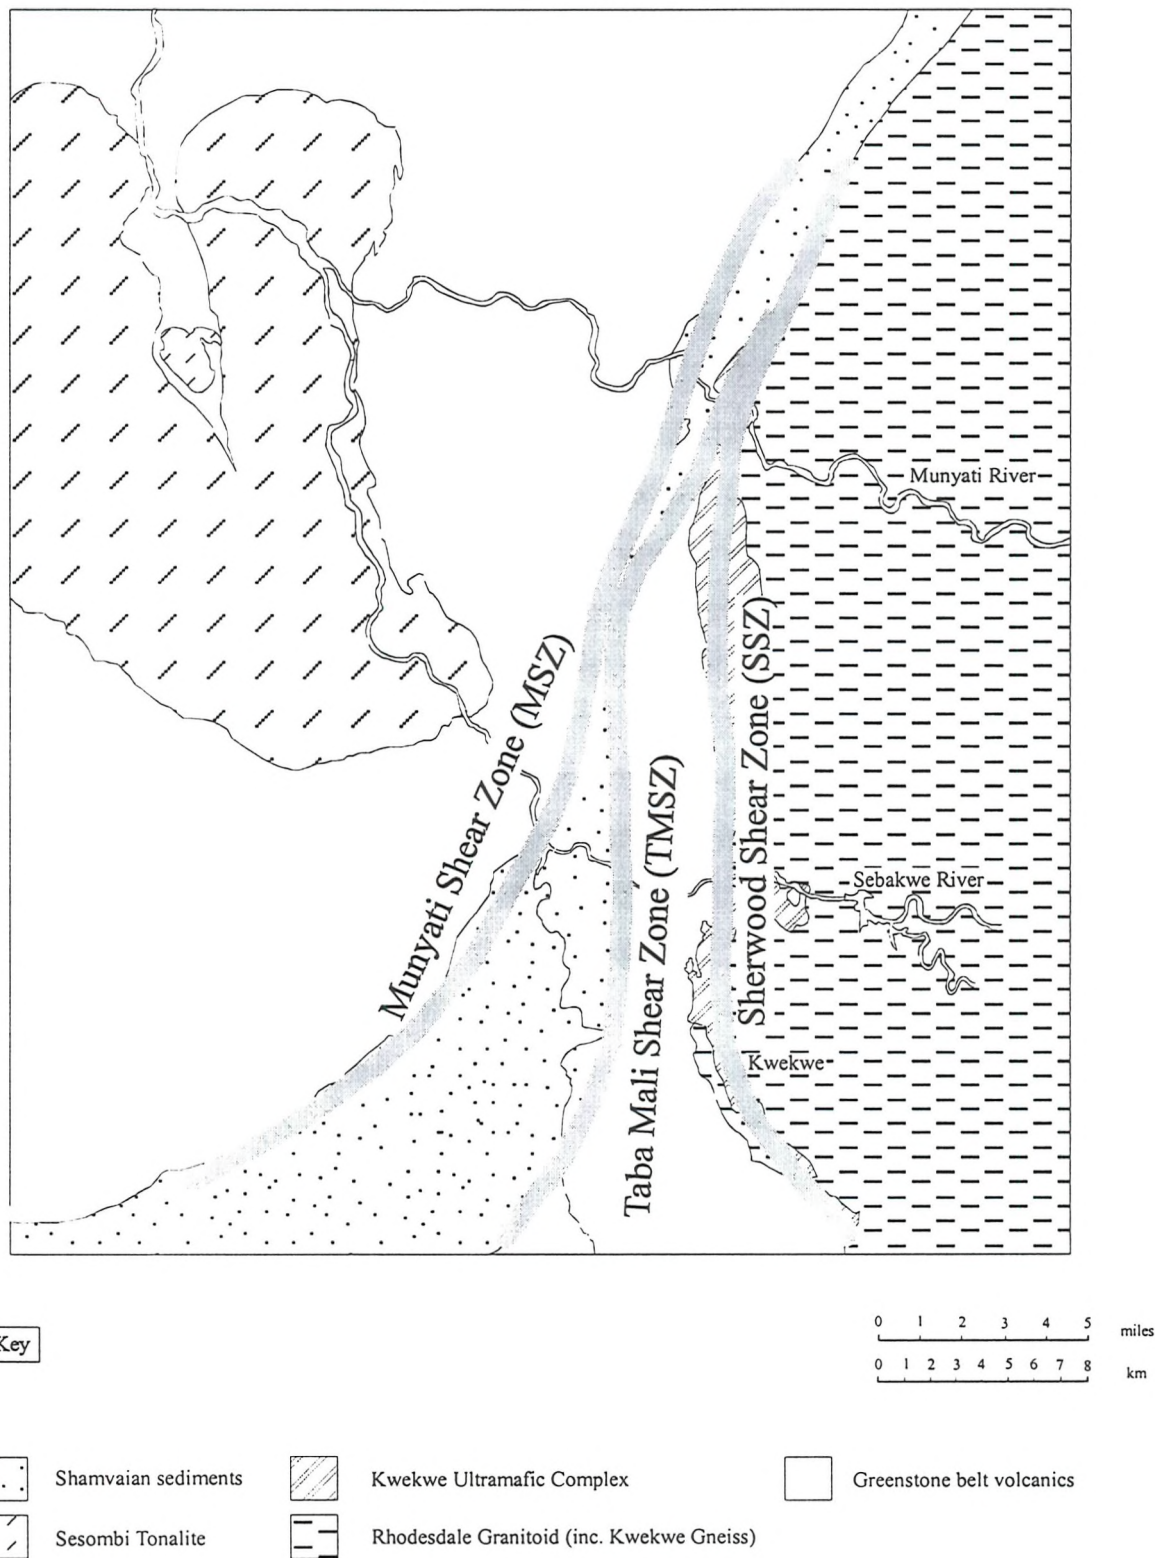 Munyati River
Munyati Shear Zone (MSZ)
Taba Mali Shear Zone (TMSZ)
Sherwood Shear Zone (SSZ)
Sebakwe River
Kwekwe
0 1 2 3 4 5 miles
0 1 2 3 4 5 6 7 8 km
Key
Shamvaian sediments
Kwekwe Ultramafic Complex
Greenstone belt volcanics
Sesombi Tonalite
Rhodesdale Granitoid (inc. Kwekwe Gneiss)